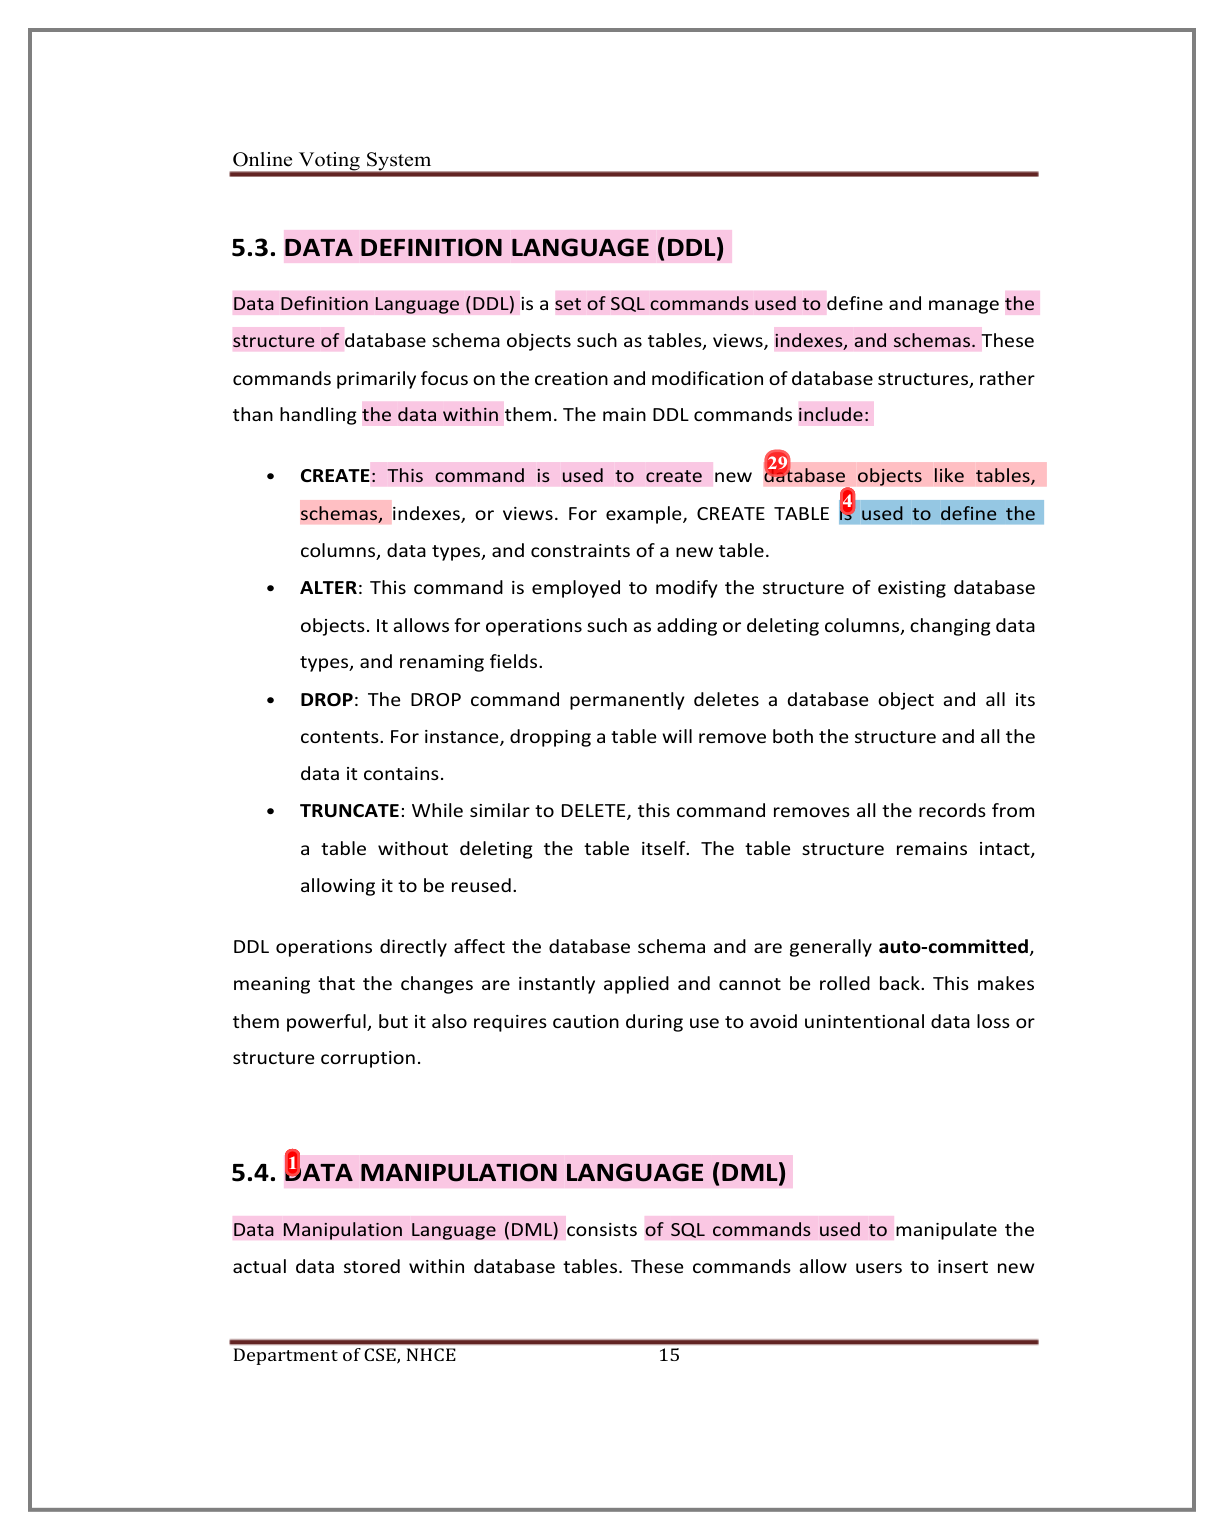 Online Voting System
5.3. DATA DEFINITION LANGUAGE (DDL)
Data Definition Language (DDL) is a set of SQL commands used to define and manage the
structure of database schema objects such as tables, views, indexes, and schemas. These
commands primarily focus on the creation and modification of database structures, rather
than handling the data within them. The main DDL commands include:
29
• CREATE: This command is used to create new database objects like tables,
4
schemas, indexes, or views. For example, CREATE TABLE is used to define the
columns, data types, and constraints of a new table.
• ALTER: This command is employed to modify the structure of existing database
objects. It allows for operations such as adding or deleting columns, changing data
types, and renaming fields.
• DROP: The DROP command permanently deletes a database object and all its
contents. For instance, dropping a table will remove both the structure and all the
data it contains.
• TRUNCATE: While similar to DELETE, this command removes all the records from
a table without deleting the table itself. The table structure remains intact,
allowing it to be reused.
DDL operations directly affect the database schema and are generally auto-committed,
meaning that the changes are instantly applied and cannot be rolled back. This makes
them powerful, but it also requires caution during use to avoid unintentional data loss or
structure corruption.
1
5.4. DATA MANIPULATION LANGUAGE (DML)
Data Manipulation Language (DML) consists of SQL commands used to manipulate the
actual data stored within database tables. These commands allow users to insert new
Department of CSE, NHCE 15